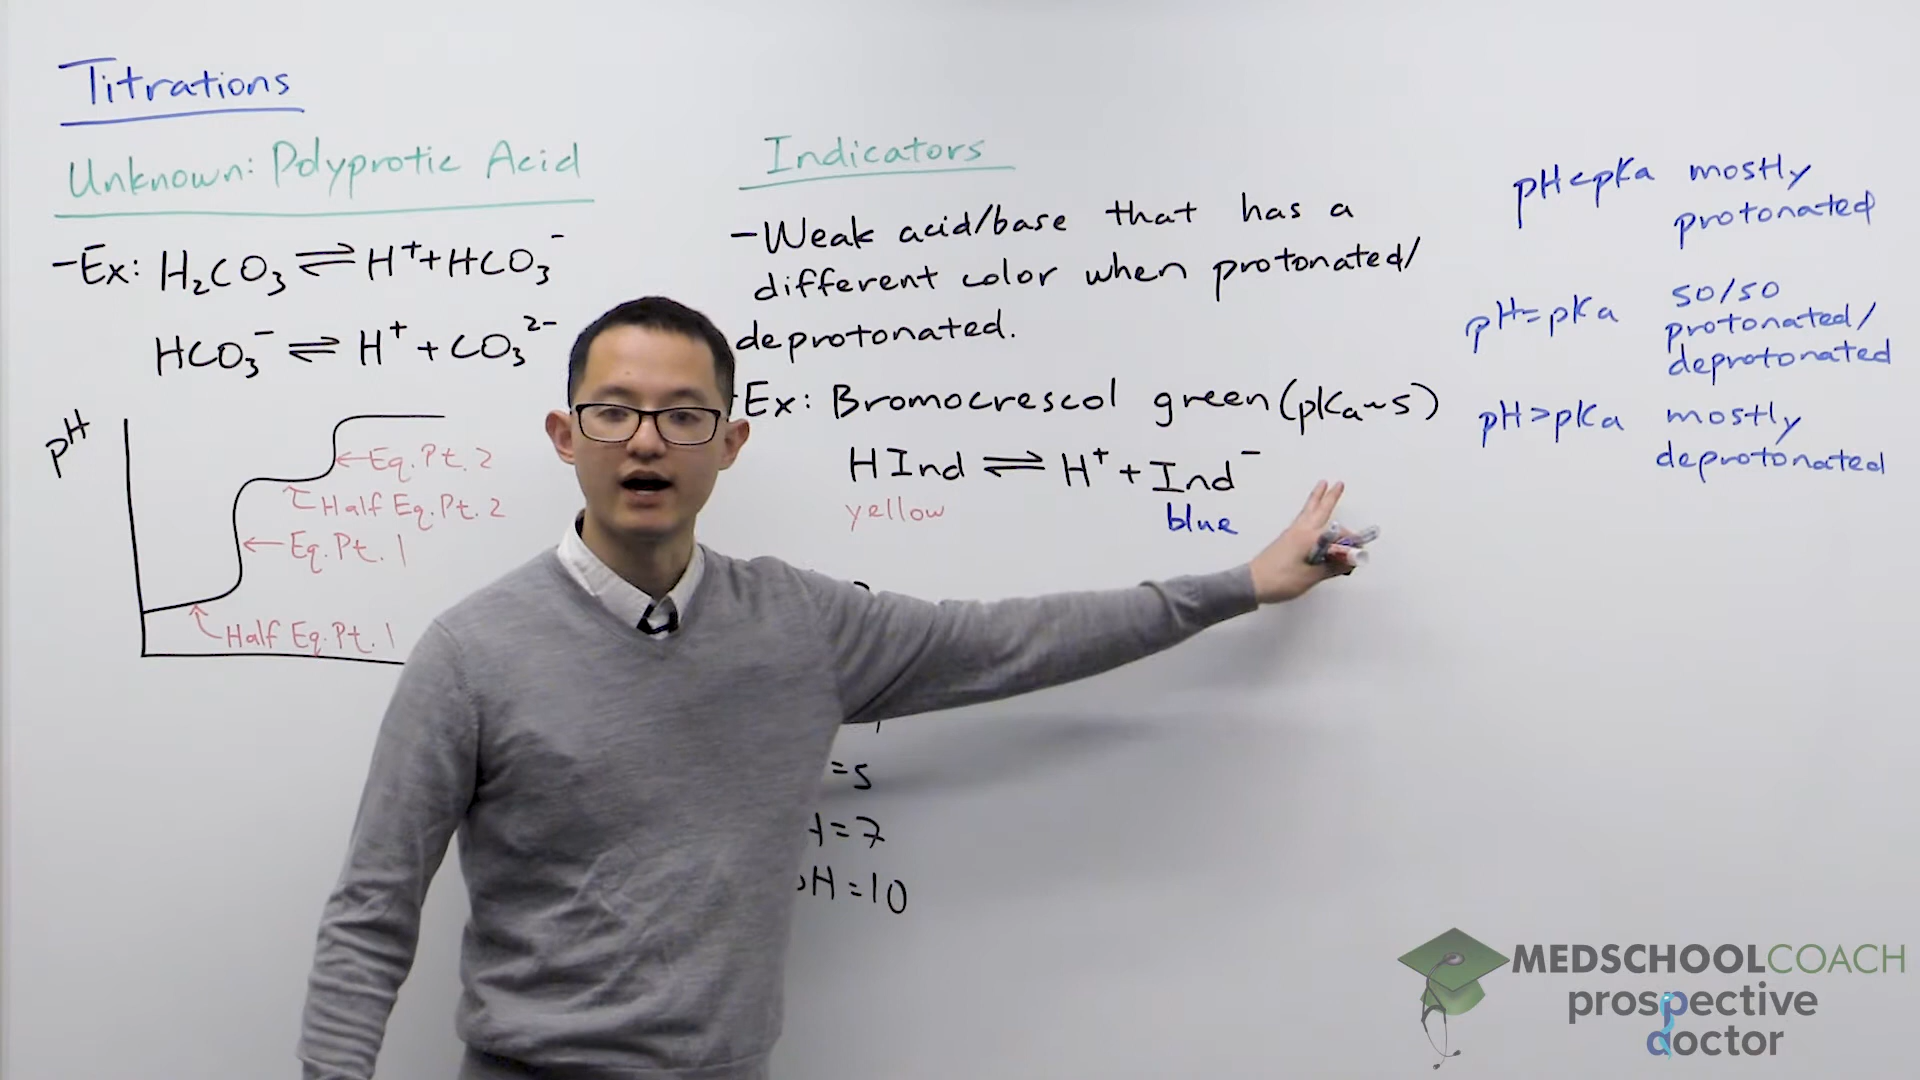 Titrations
Unknown: Polyprotic Acid
-Ex: H₂CO₃ ⇌ H⁺+HCO₃⁻
HCO₃⁻ ⇌ H⁺ + CO₃²⁻
pH
←Eq. Pt. 2
Half Eq. Pt. 2
←Eq. Pt. 1
Half Eq. Pt. 1
Indicators
-Weak acid/base that has a
different color when protonated/
deprotonated.
Ex: Bromocrescol green (pKa~5)
HInd ⇌ H⁺ + Ind⁻
yellow blue
=5
=7
pH=10
pH<pKa mostly
protonated
pH=pKa 50/50
protonated/
deprotonated
pH>pKa mostly
deprotonated
MEDSCHOOLCOACH
prospective
doctor